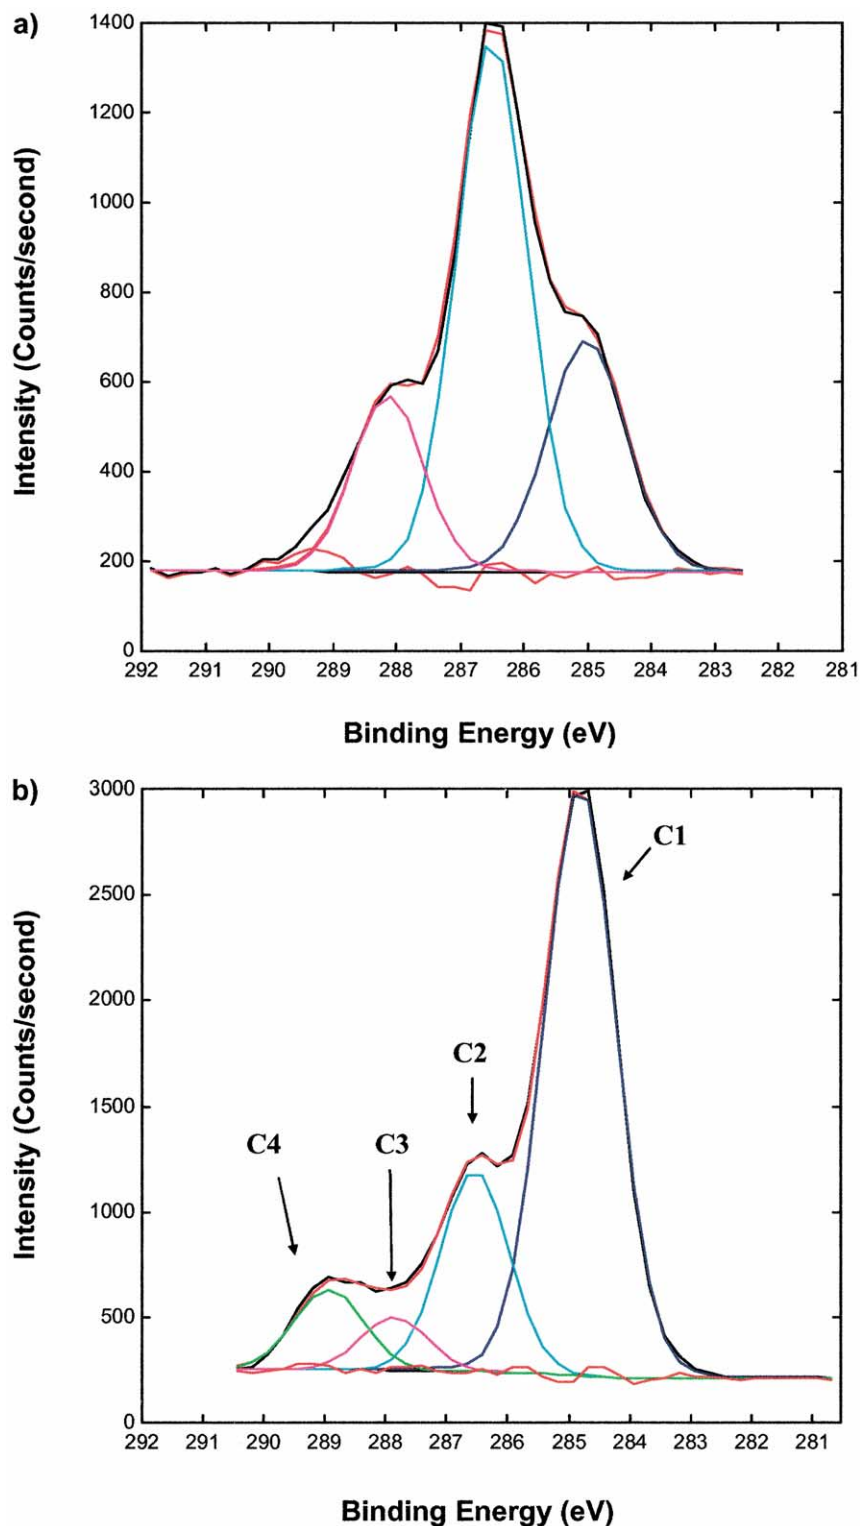 a)
Intensity (Counts/second)
1400
1200
1000
800
600
400
200
0
292 291 290 289 288 287 286 285 284 283 282 281
Binding Energy (eV)
b)
Intensity (Counts/second)
3000
2500
2000
1500
1000
500
0
C1
C2
C4 C3
292 291 290 289 288 287 286 285 284 283 282 281
Binding Energy (eV)